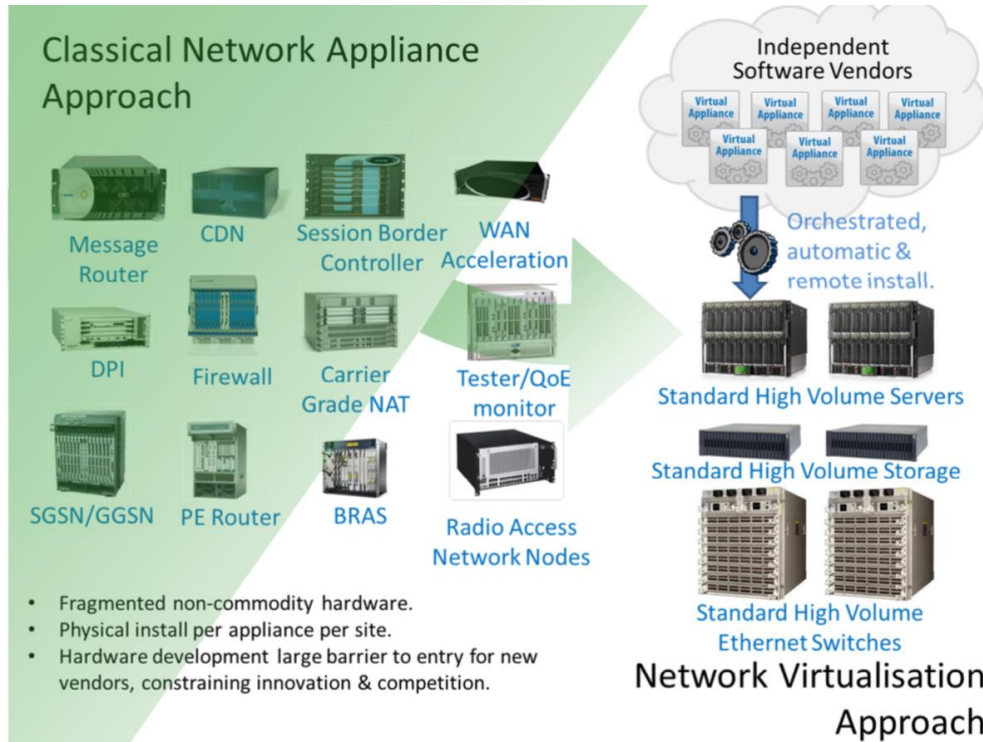 Classical Network Appliance
Approach
Message
Router
CDN
Session Border
Controller
WAN
Acceleration
DPI
Firewall
Carrier
Grade NAT
Tester/QoE
monitor
SGSN/GGSN
PE Router
BRAS
Radio Access
Network Nodes
• Fragmented non-commodity hardware.
• Physical install per appliance per site.
• Hardware development large barrier to entry for new
vendors, constraining innovation & competition.
Independent
Software Vendors
Virtual
Appliance
Virtual
Appliance
Virtual
Appliance
Virtual
Appliance
Virtual
Appliance
Virtual
Appliance
Virtual
Appliance
Orchestrated,
automatic &
remote install.
Standard High Volume Servers
Standard High Volume Storage
Standard High Volume
Ethernet Switches
Network Virtualisation
Approach